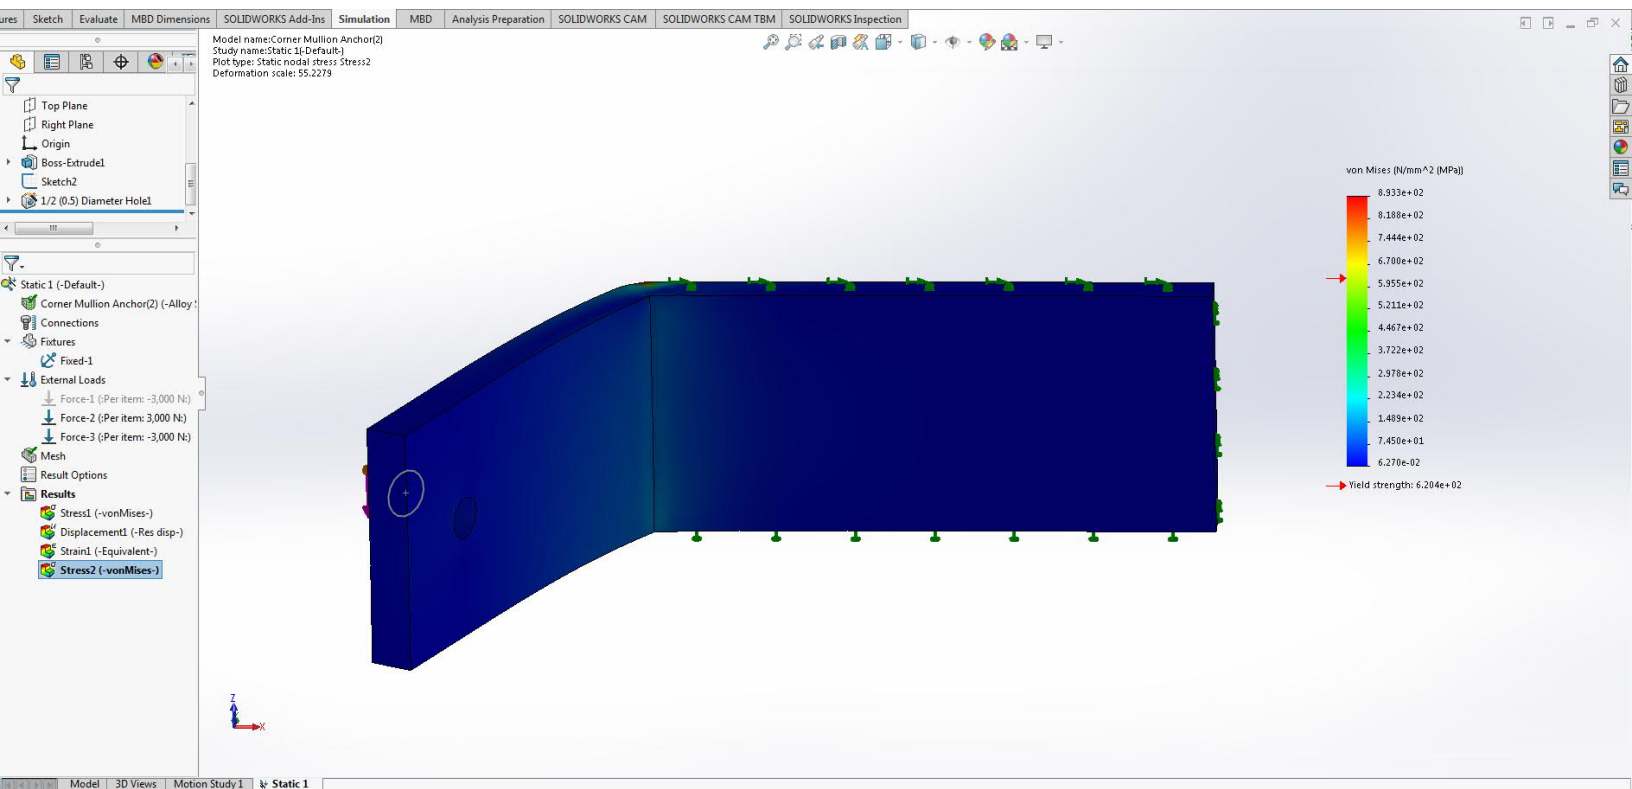 ures Sketch Evaluate MBD Dimensions SOLIDWORKS Add-Ins Simulation MBD Analysis Preparation SOLIDWORKS CAM SOLIDWORKS CAM TBM SOLIDWORKS Inspection
Model name:Corner Mullion Anchor(2)
Study name:Static 1(-Default-)
Plot type: Static nodal stress Stress2
Deformation scale: 55.2279
Top Plane
Right Plane
Origin
Boss-Extrude1
Sketch2
1/2 (0.5) Diameter Hole1
Static 1 (-Default-)
Corner Mullion Anchor(2) (-Alloy
Connections
Fixtures
Fixed-1
External Loads
Force-1 (:Per item: -3,000 N:)
Force-2 (:Per item: 3,000 N:)
Force-3 (:Per item: -3,000 N:)
Mesh
Result Options
Results
Stress1 (-vonMises-)
Displacement1 (-Res disp-)
Strain1 (-Equivalent-)
Stress2 (-vonMises-)
von Mises (N/mm^2 (MPa))
8.933e+02
8.188e+02
7.444e+02
6.700e+02
5.955e+02
5.211e+02
4.467e+02
3.722e+02
2.978e+02
2.234e+02
1.489e+02
7.450e+01
6.270e-02
Yield strength: 6.204e+02
Z
X
Model 3D Views Motion Study 1 Static 1